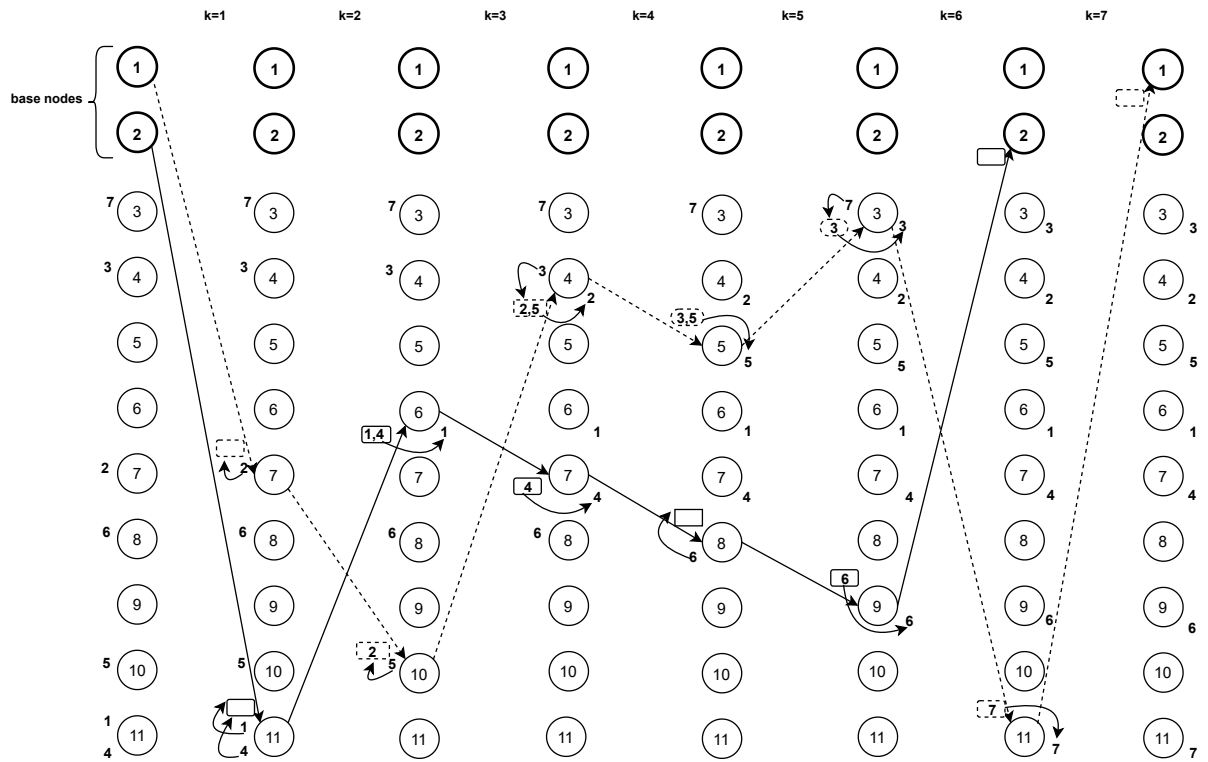 k=1 k=2 k=3 k=4 k=5 k=6 k=7
1 1 1 1 1 1 1 1
base nodes
2 2 2 2 2 2 2 2
7 3 7 3 7 3 7 3 7 3 7 3 3 3 3 3 3
3 4 3 4 3 4 3 4 2 4 2 4 2 4 2 4 2
2,5
3,5
5 5 5 5 5 5 5 5 5 5 5 5
6 6 6 6 1 6 1 6 1 6 1 6 1
1,4 1
2 7 2 7 7 7 4 7 4 7 4 7 4 7 4
4
6 8 6 8 6 8 6 8 6 8 8 8 8
6
9 9 9 9 9 9 6 9 6 9 6
2
5 10 5 10 5 10 10 10 10 10 10
7
1 1
4 11 4 11 11 11 11 11 11 7 11 7